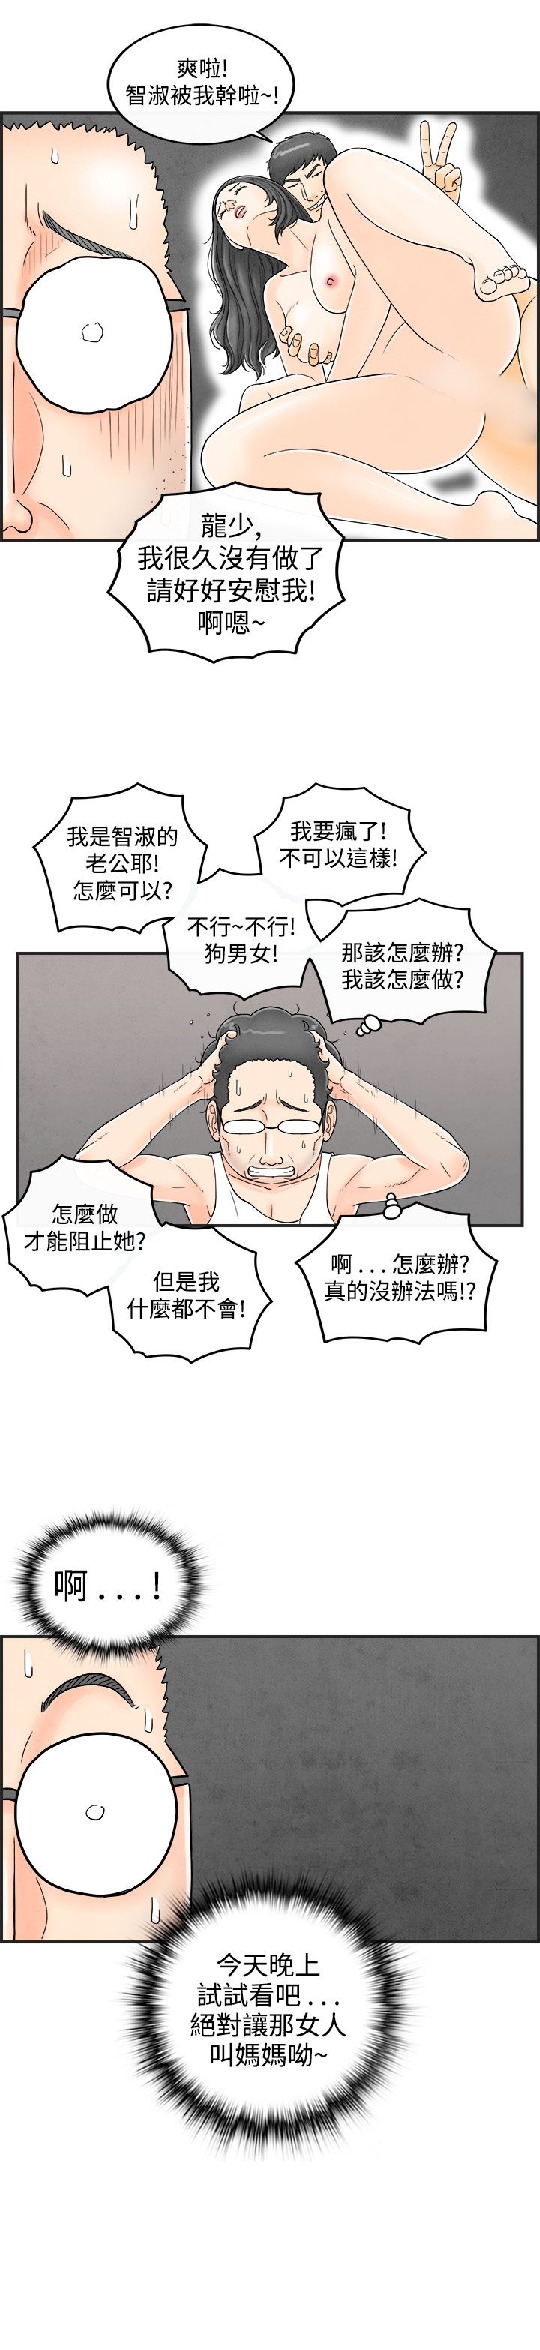 爽啦!
智淑被我幹啦~!
龍少,
我很久沒有做了
請好好安慰我!
啊嗯~
我是智淑的
老公耶!
怎麼可以?
我要瘋了!
不可以這樣!
不行~不行!
狗男女!
那該怎麼辦?
我該怎麼做?
怎麼做
才能阻止她?
但是我
什麼都不會!
啊...怎麼辦?
真的沒辦法嗎!?
啊...!
今天晚上
試試看吧...
絕對讓那女人
叫媽媽呦~